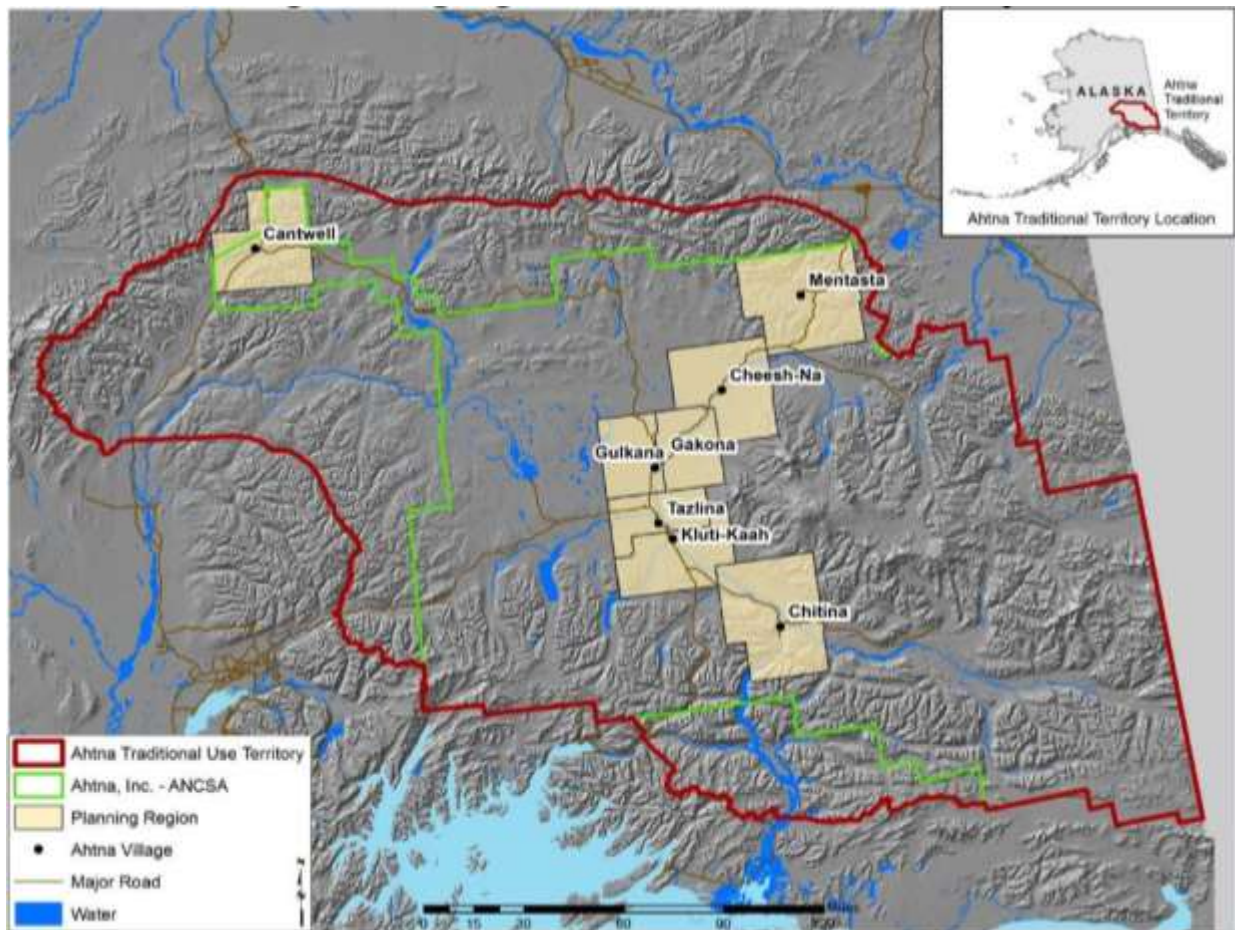 ALASKA
Ahtna
Traditional
Territory
Ahtna Traditional Territory Location
Cantwell
Mentasta
Cheesh-Na
Gakona
Gulkana
Tazlina
Kluti-Kaah
Chitina
Ahtna Traditional Use Territory
Ahtna, Inc. - ANCSA
Planning Region
Ahtna Village
Major Road
Water
0 15 30 60 90